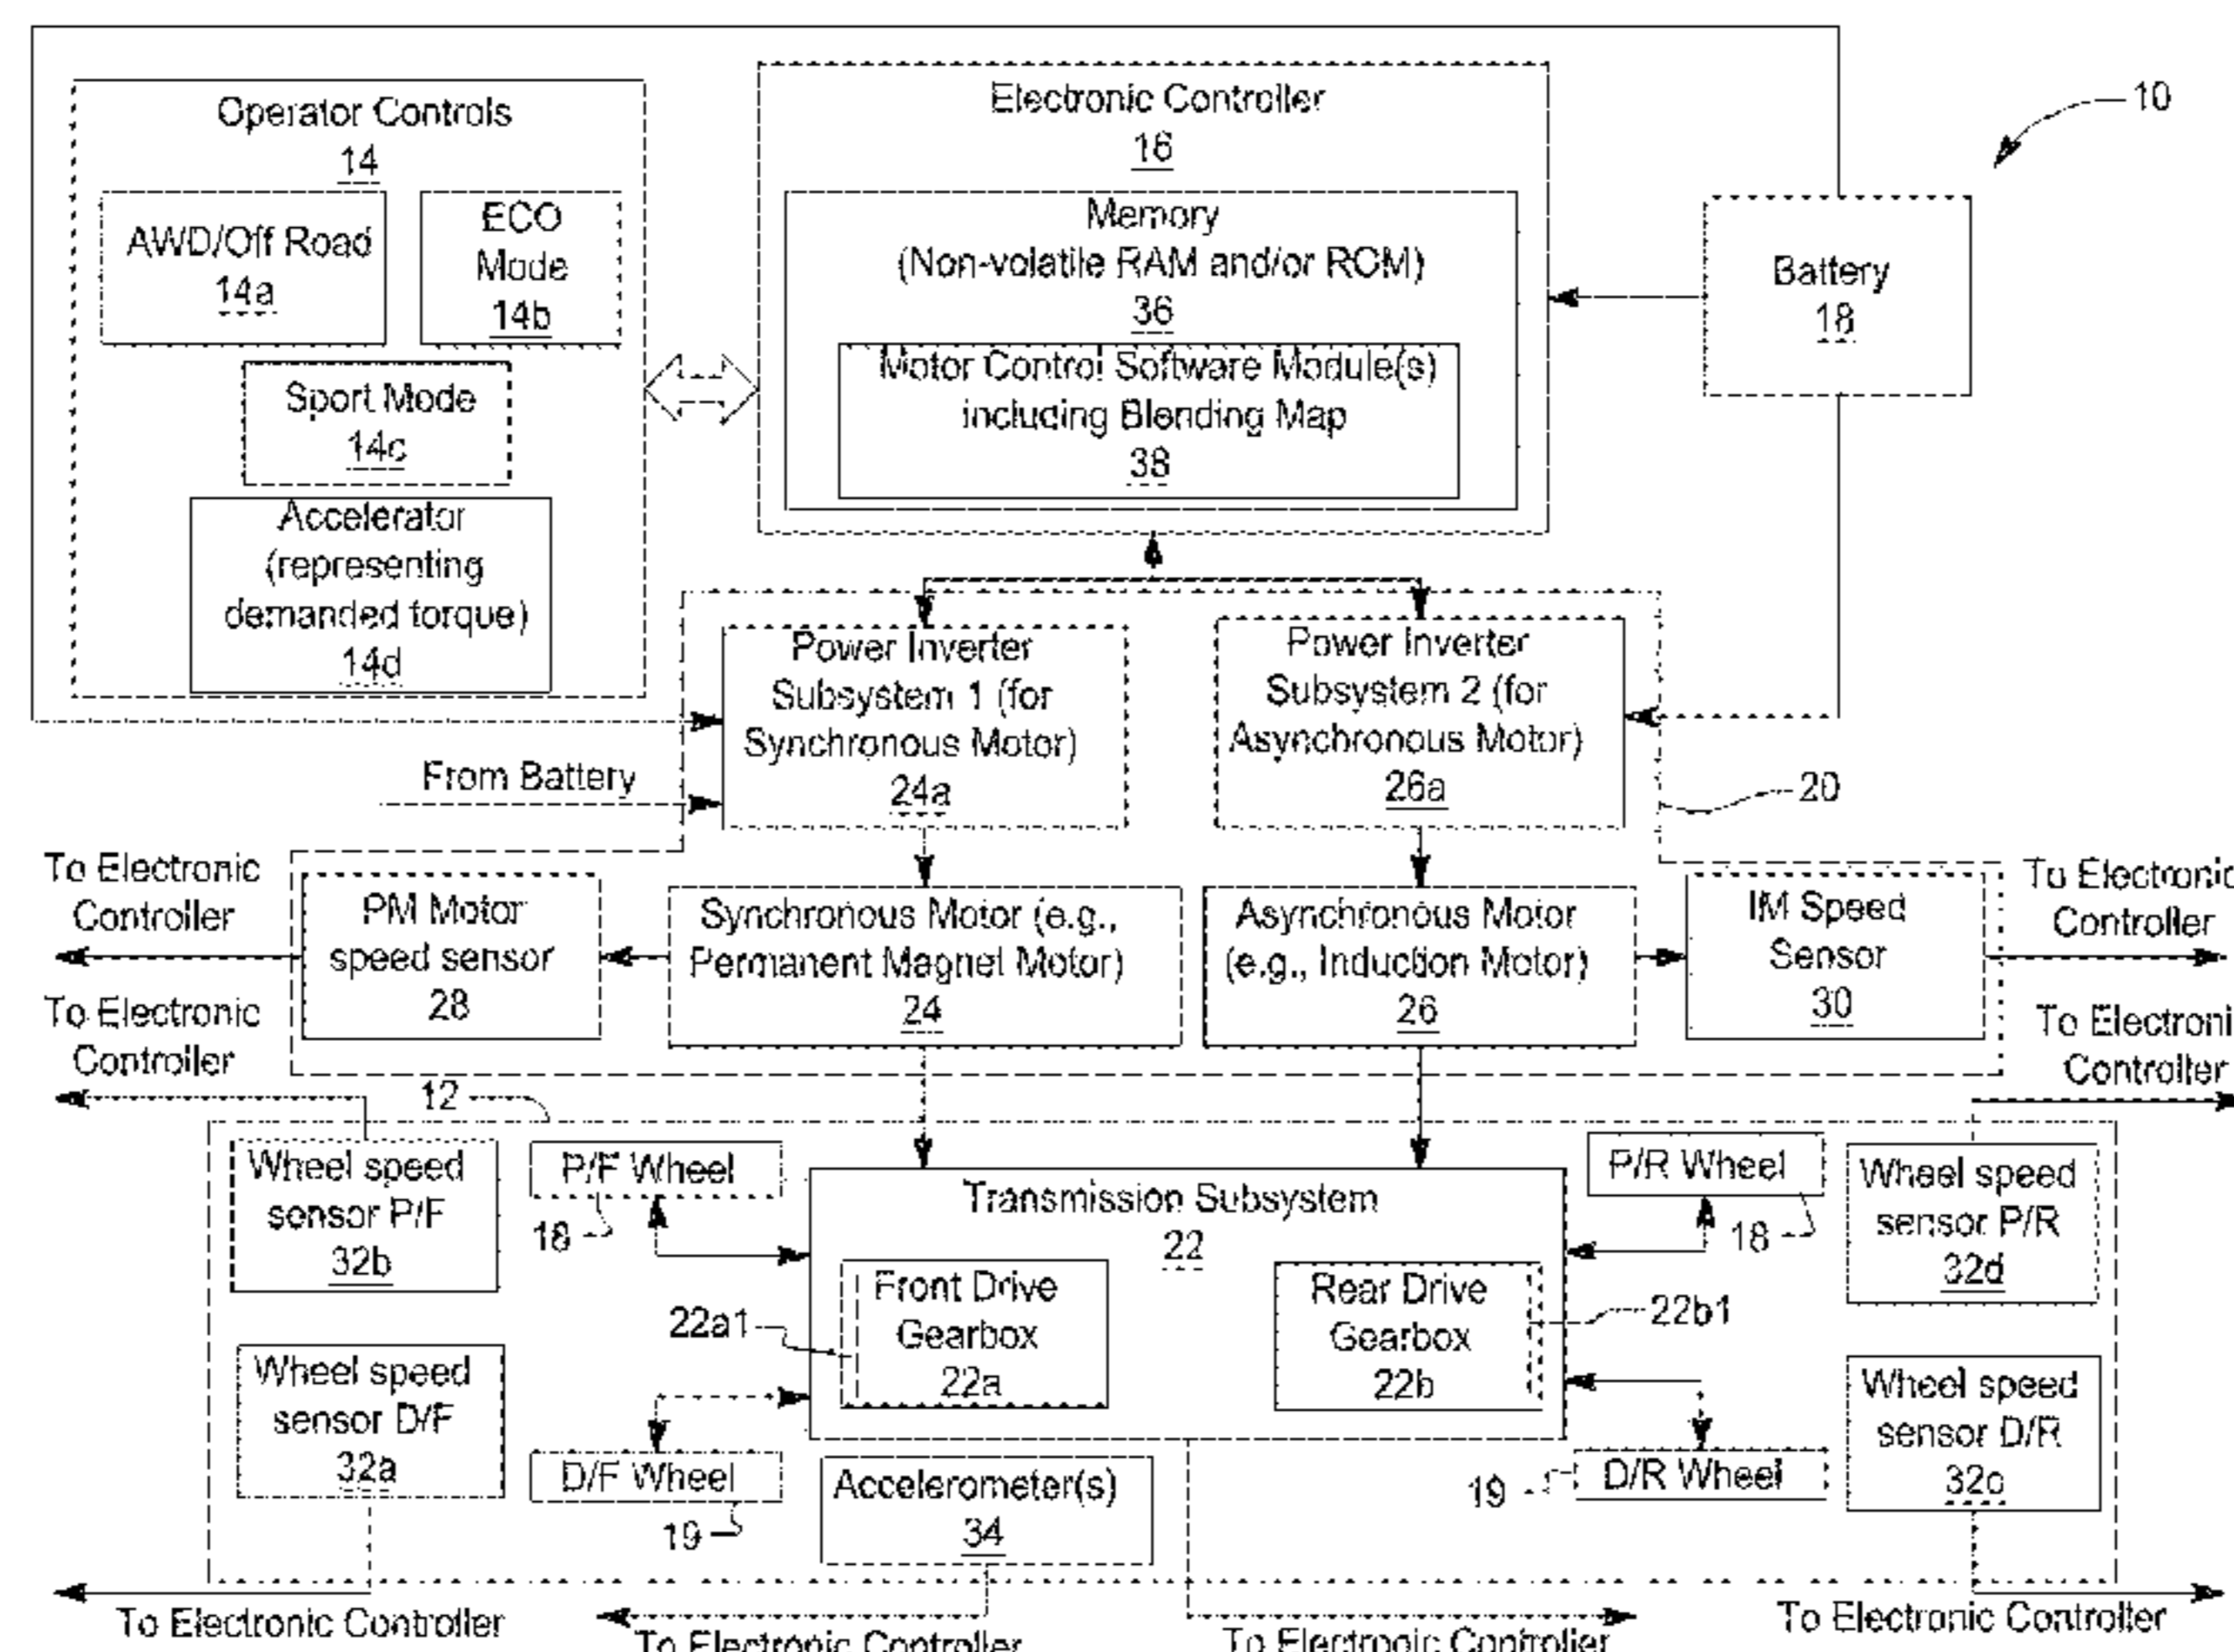 Operator Controls
14
AWD/Off Road
14a
ECO
Mode
14b
Sport Mode
14c
Accelerator
(representing
demanded torque)
14d
Electronic Controller
16
Memory
(Non-volatile RAM and/or ROM)
36
Motor Control Software Module(s)
including Blending Map
38
10
Battery
18
Power Inverter
Subsystem 1 (for
Synchronous Motor)
24a
Power Inverter
Subsystem 2 (for
Asynchronous Motor)
26a
From Battery
20
To Electronic
Controller
PM Motor
speed sensor
28
Synchronous Motor (e.g.,
Permanent Magnet Motor)
24
Asynchronous Motor
(e.g., Induction Motor)
26
IM Speed
Sensor
30
To Electronic
Controller
To Electronic
Controller
To Electroni
Controller
12
Wheel speed
sensor P/F
32b
P/F Wheel
18
Transmission Subsystem
22
P/R Wheel
18
Wheel speed
sensor P/R
32d
22a1
Front Drive
Gearbox
22a
Rear Drive
Gearbox
22b
22b1
Wheel speed
sensor D/F
32a
D/F Wheel
19
Accelerometer(s)
34
19
D/R Wheel
Wheel speed
sensor D/R
32c
To Electronic Controller
To Electronic Controller
To Electronic Controller
To Electronic Controller